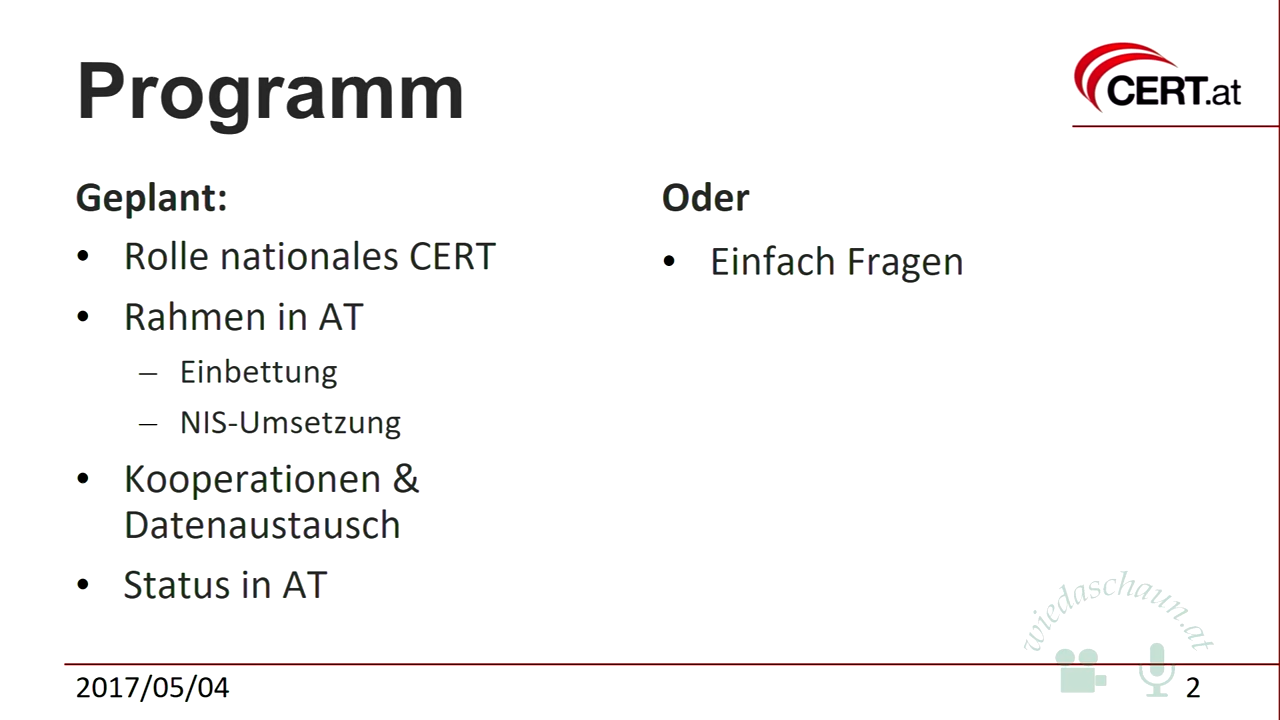 Programm
CERT.at
Geplant:
• Rolle nationales CERT
• Rahmen in AT
– Einbettung
– NIS-Umsetzung
• Kooperationen &
Datenaustausch
• Status in AT
Oder
• Einfach Fragen
wiedaschaun.at
2017/05/04
2